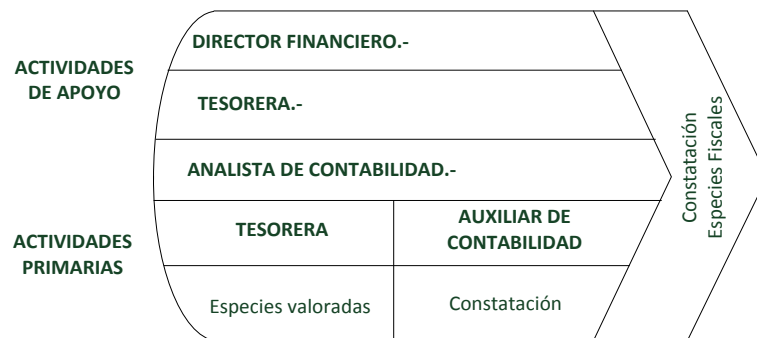 ACTIVIDADES
DE APOYO
DIRECTOR FINANCIERO.-
TESORERA.-
ANALISTA DE CONTABILIDAD.-
ACTIVIDADES
PRIMARIAS
TESORERA
AUXILIAR DE
CONTABILIDAD
Especies valoradas
Constatación
Constatación
Especies Fiscales